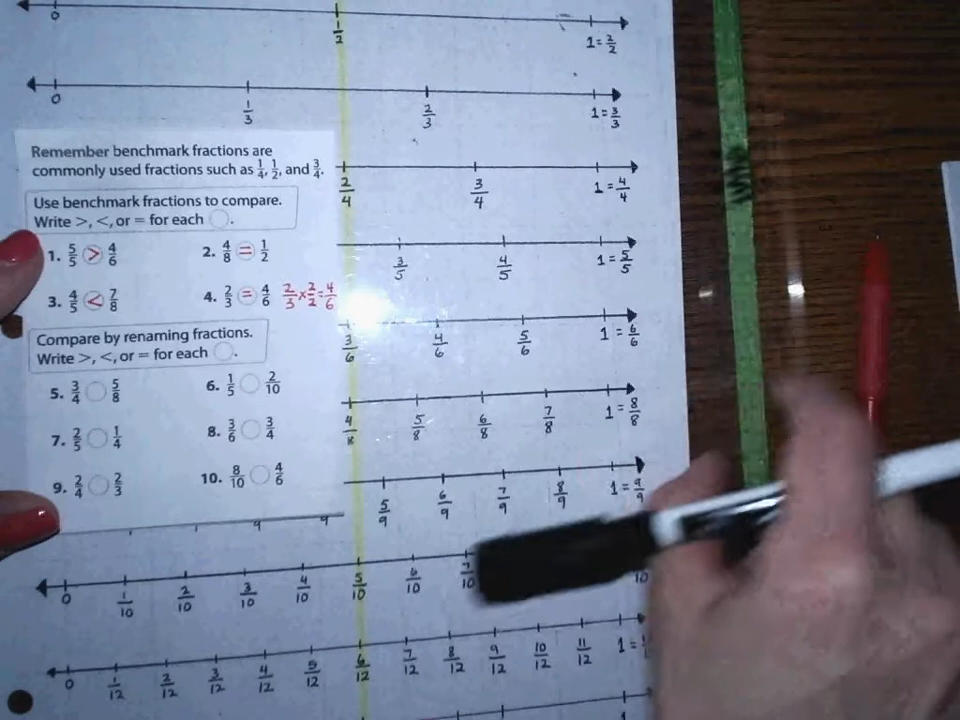 0 1/2 1=2/2
0 1/3 2/3 1=3/3
Remember benchmark fractions are
commonly used fractions such as 1/4, 1/2, and 3/4.
2/4 3/4 1=4/4
Use benchmark fractions to compare.
Write >, <, or = for each ◯.
1. 5/5 > 4/6 2. 4/8 = 1/2
3/5 4/5 1=5/5
3. 4/5 < 7/8 4. 2/3 = 4/6 2/3 × 2/2 = 4/6
3/6 4/6 5/6 1=6/6
Compare by renaming fractions.
Write >, <, or = for each ◯.
5. 3/4 ◯ 5/8 6. 1/5 ◯ 2/10
4/8 5/8 6/8 7/8 1=8/8
7. 2/5 ◯ 1/4 8. 3/6 ◯ 3/4
9. 2/4 ◯ 2/3 10. 8/10 ◯ 4/6
5/9 6/9 7/9 8/9 1=9/9
9 9
0 1/10 2/10 3/10 4/10 5/10 6/10 7/10 10
0 1/12 2/12 3/12 4/12 5/12 6/12 7/12 8/12 9/12 10/12 11/12 1=